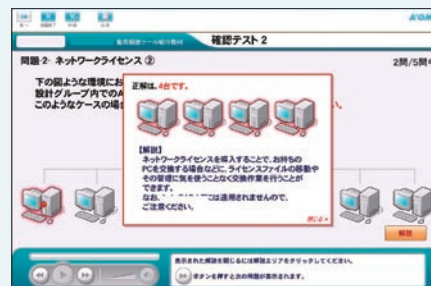 確認テスト 2
問題-2- ネットワークライセンス ②
2問/5問
下の図のような環境にお
設計グループ内でのA
このようなケースの場合
正解は、4台です。
【解説】
ネットワークライセンスを導入することで、お持ちの
PCを交換する場合などに、ライセンスファイルの移動や
その管理に気を使うことなく交換作業を行うことが
できます。
なお、
には適用されませんので、
ご注意ください。
閉じる
解説
表示された解説を閉じるには解説エリアをクリックしてください。
ボタンを押すと次の問題が表示されます。